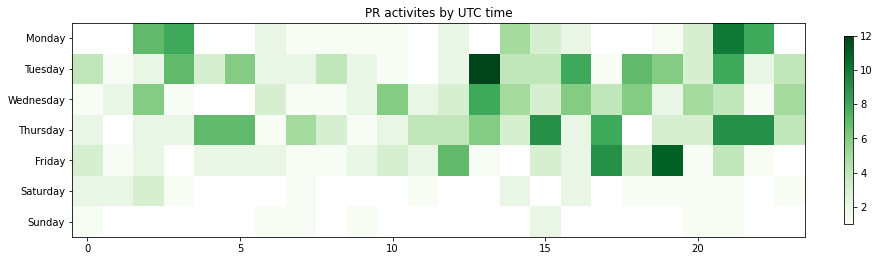 PR activites by UTC time
Monday
Tuesday
Wednesday
Thursday
Friday
Saturday
Sunday
0 5 10 15 20
12
10
8
6
4
2